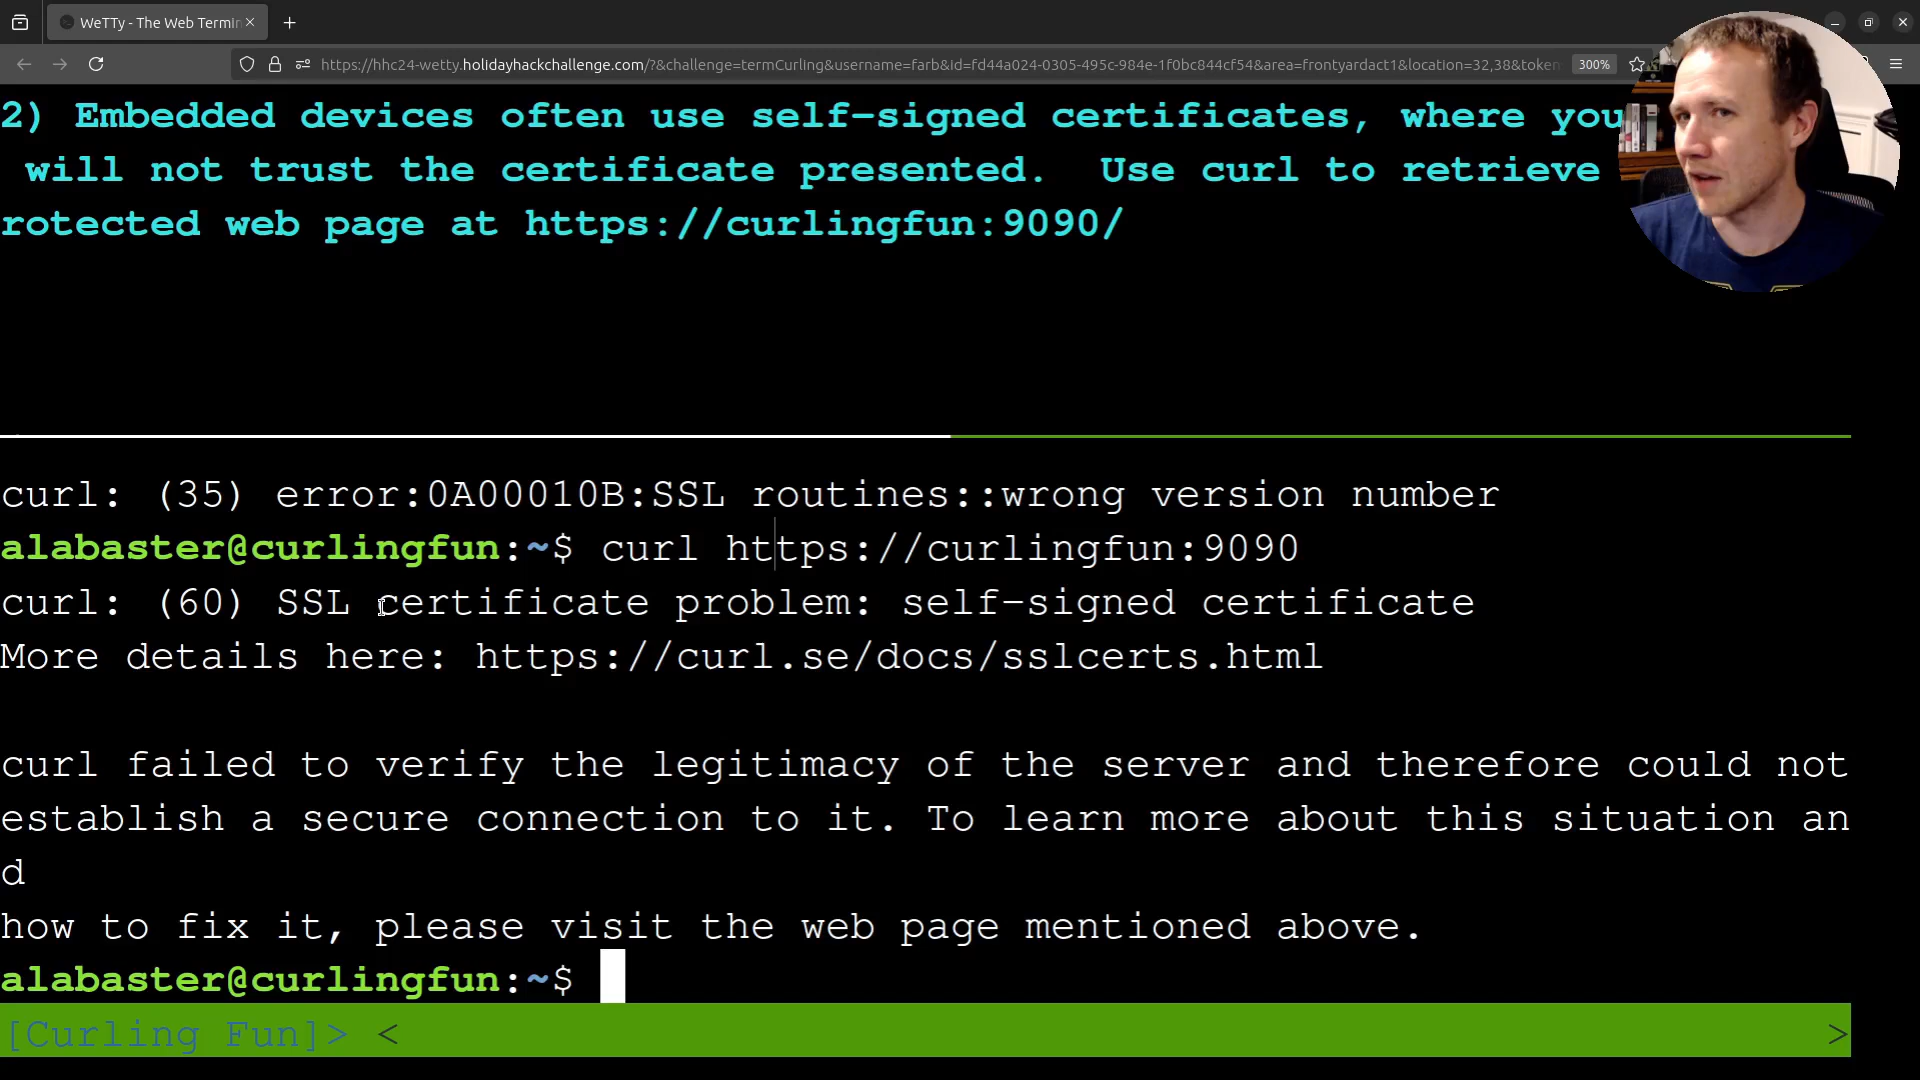 WeTTy - The Web Termin
https://hhc24-wetty.holidayhackchallenge.com/?&challenge=termCurling&username=farb&id=fd44a024-0305-495c-984e-1f0bc844cf54&area=frontyardact1&location=32,38&token
300%
2) Embedded devices often use self-signed certificates, where you
will not trust the certificate presented.  Use curl to retrieve
rotected web page at https://curlingfun:9090/
curl: (35) error:0A00010B:SSL routines::wrong version number
alabaster@curlingfun:~$ curl https://curlingfun:9090
curl: (60) SSL certificate problem: self-signed certificate
More details here: https://curl.se/docs/sslcerts.html
curl failed to verify the legitimacy of the server and therefore could not
establish a secure connection to it. To learn more about this situation an
d
how to fix it, please visit the web page mentioned above.
alabaster@curlingfun:~$
[Curling Fun]> < >